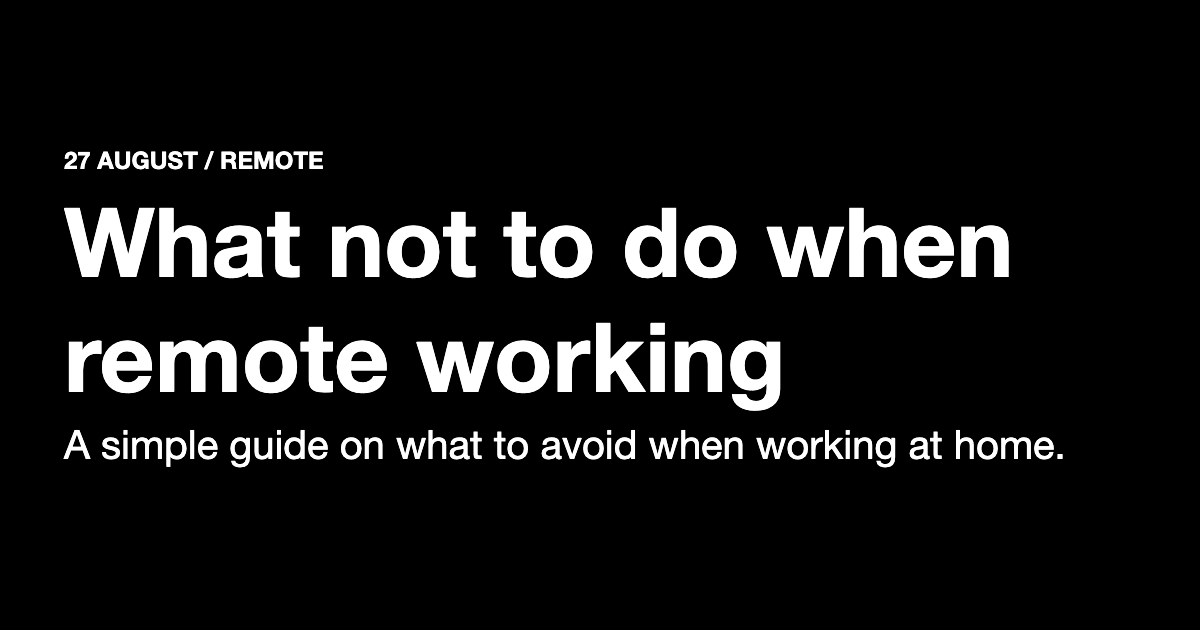 27 AUGUST / REMOTE
What not to do when
remote working
A simple guide on what to avoid when working at home.